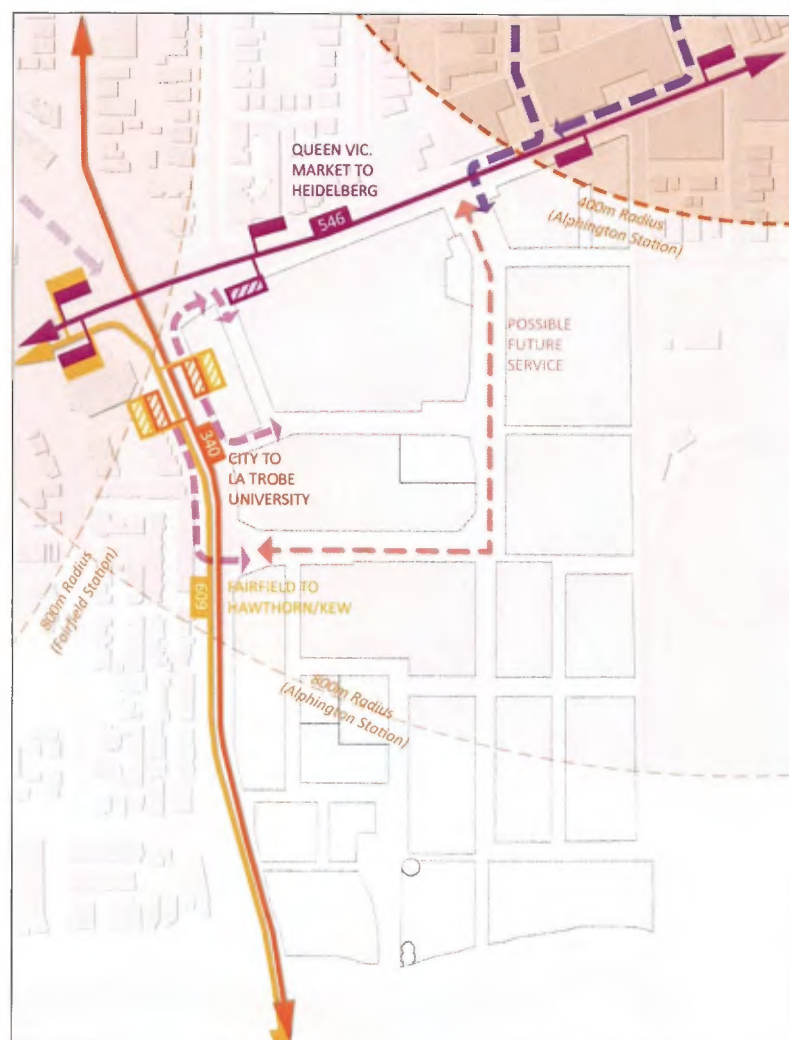 QUEEN VIC.
MARKET TO
HEIDELBERG
546
400m Radius
(Alphington Station)
POSSIBLE
FUTURE
SERVICE
340
CITY TO
LA TROBE
UNIVERSITY
800m Radius
(Fairfield Station)
609
FAIRFIELD TO
HAWTHORN/KEW
800m Radius
(Alphington Station)